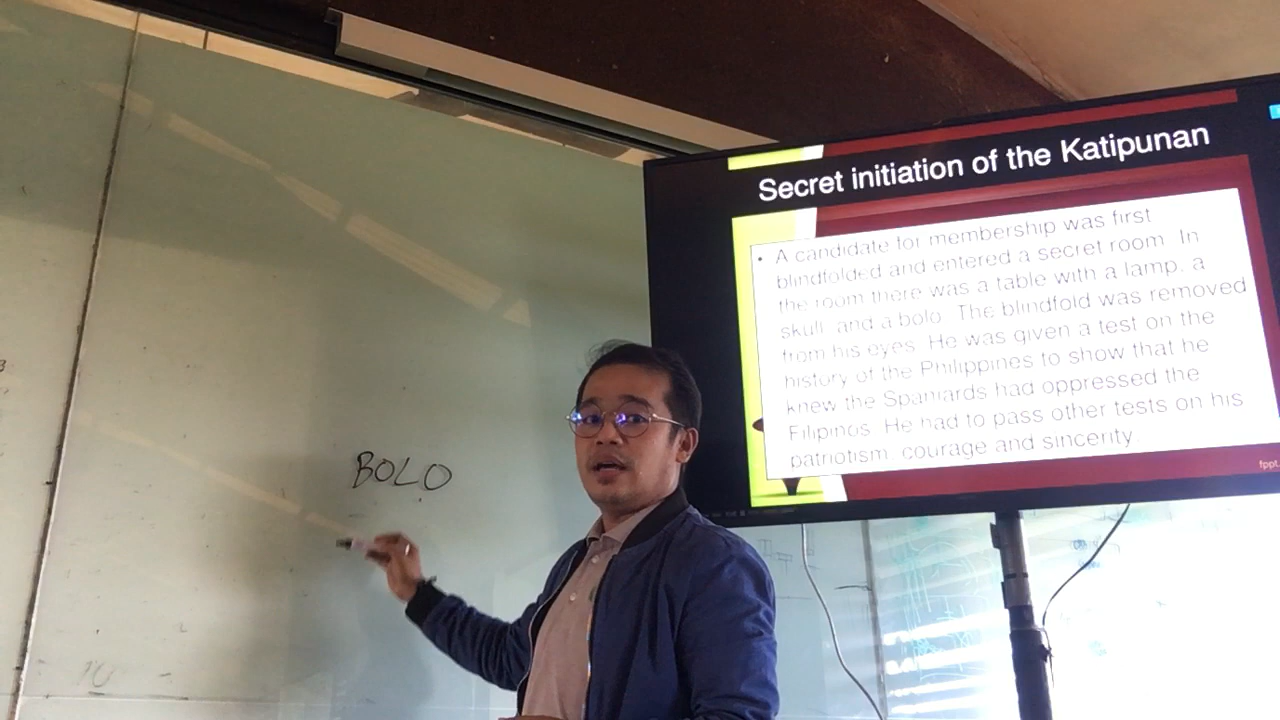 BOLO
Secret initiation of the Katipunan
• A candidate for membership was first
blindfolded and entered a secret room. In
the room there was a table with a lamp, a
skull, and a bolo. The blindfold was removed
from his eyes. He was given a test on the
history of the Philippines to show that he
knew the Spaniards had oppressed the
Filipinos. He had to pass other tests on his
patriotism, courage and sincerity.
fppt.